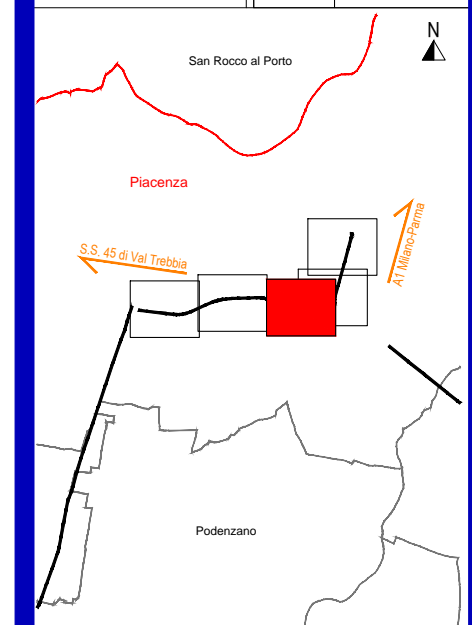 N
San Rocco al Porto
Piacenza
S.S. 45 di Val Trebbia
A1 Milano-Parma
Podenzano